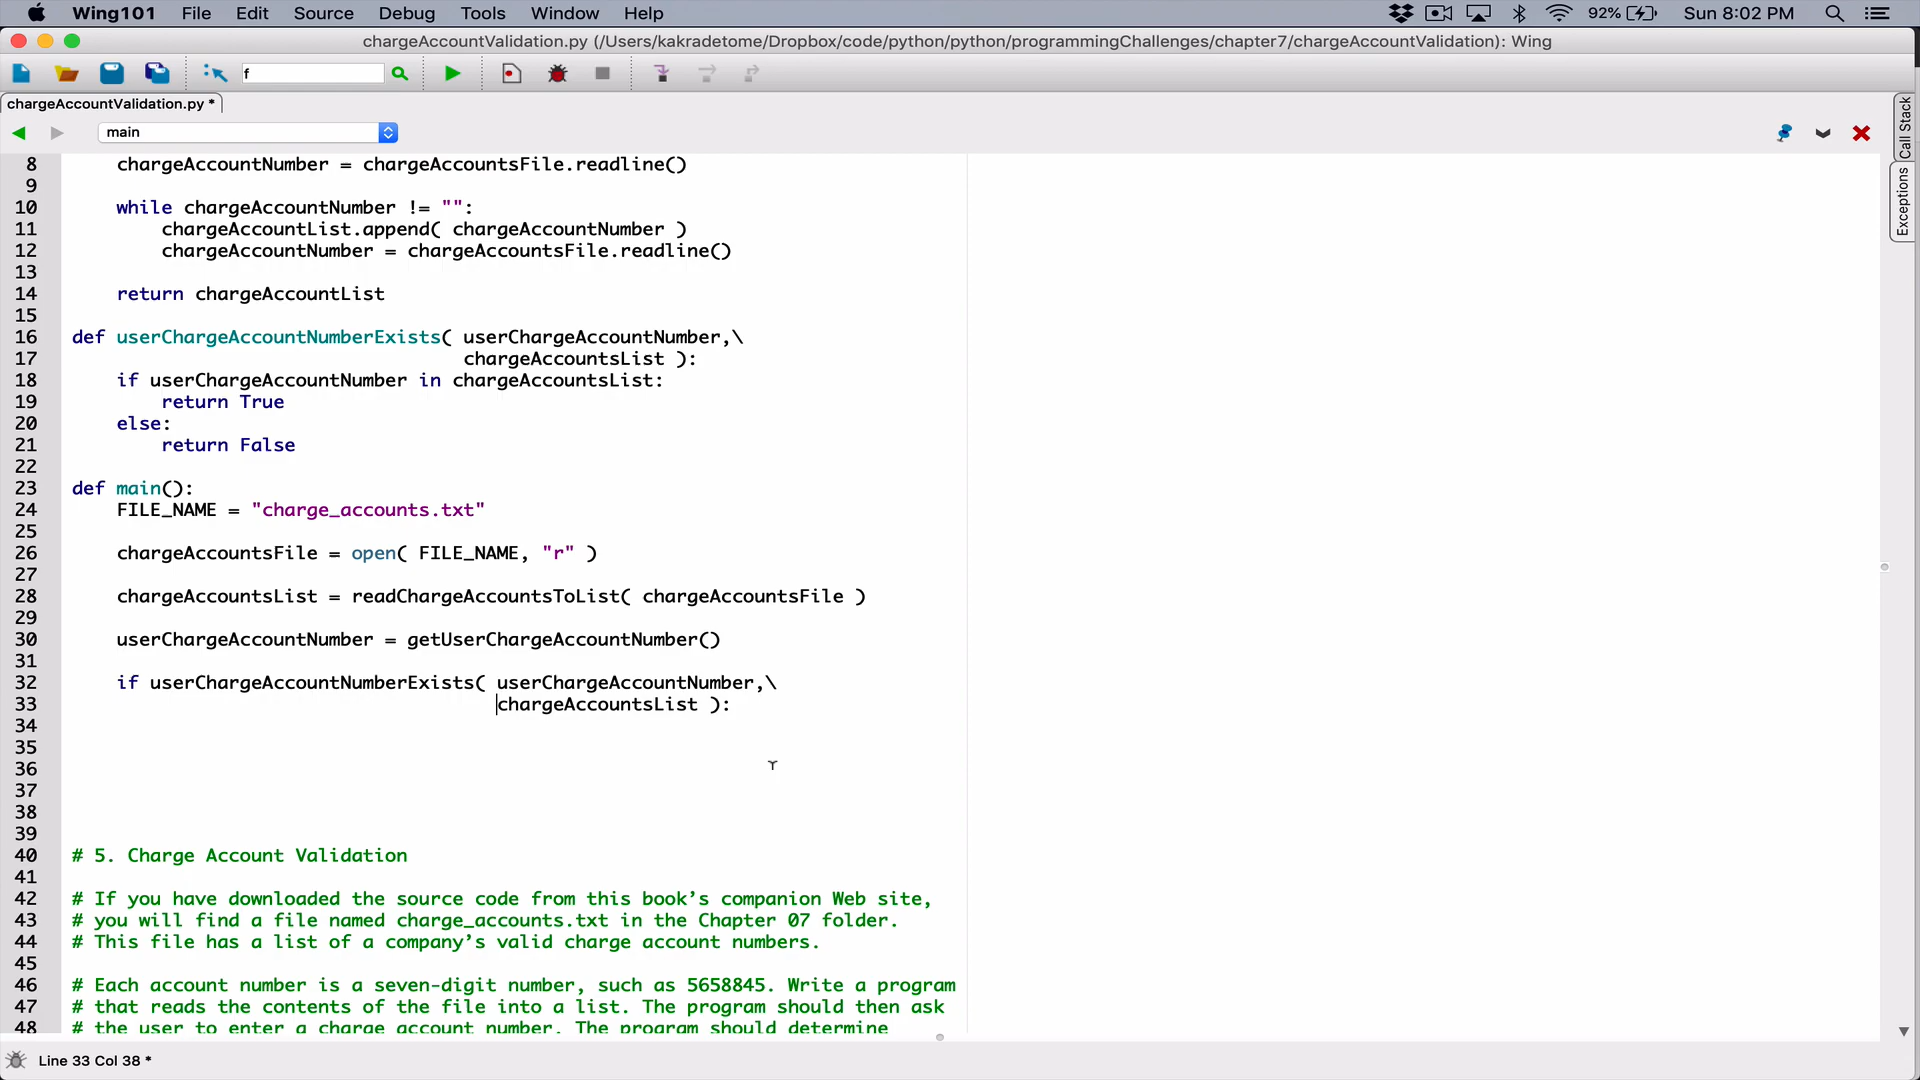 Wing101 File Edit Source Debug Tools Window Help 92% Sun 8:02 PM
chargeAccountValidation.py (/Users/kakradetome/Dropbox/code/python/python/programmingChallenges/chapter7/chargeAccountValidation): Wing
f
chargeAccountValidation.py *
main
Call Stack
Exceptions
8 chargeAccountNumber = chargeAccountsFile.readline()
9
10 while chargeAccountNumber != "":
11 chargeAccountList.append( chargeAccountNumber )
12 chargeAccountNumber = chargeAccountsFile.readline()
13
14 return chargeAccountList
15
16 def userChargeAccountNumberExists( userChargeAccountNumber,\
17 chargeAccountsList ):
18 if userChargeAccountNumber in chargeAccountsList:
19 return True
20 else:
21 return False
22
23 def main():
24 FILE_NAME = "charge_accounts.txt"
25
26 chargeAccountsFile = open( FILE_NAME, "r" )
27
28 chargeAccountsList = readChargeAccountsToList( chargeAccountsFile )
29
30 userChargeAccountNumber = getUserChargeAccountNumber()
31
32 if userChargeAccountNumberExists( userChargeAccountNumber,\
33 chargeAccountsList ):
34
35
36
37
38
39
40 # 5. Charge Account Validation
41
42 # If you have downloaded the source code from this book’s companion Web site,
43 # you will find a file named charge_accounts.txt in the Chapter 07 folder.
44 # This file has a list of a company’s valid charge account numbers.
45
46 # Each account number is a seven-digit number, such as 5658845. Write a program
47 # that reads the contents of the file into a list. The program should then ask
48 # the user to enter a charge account number. The program should determine
Line 33 Col 38 *